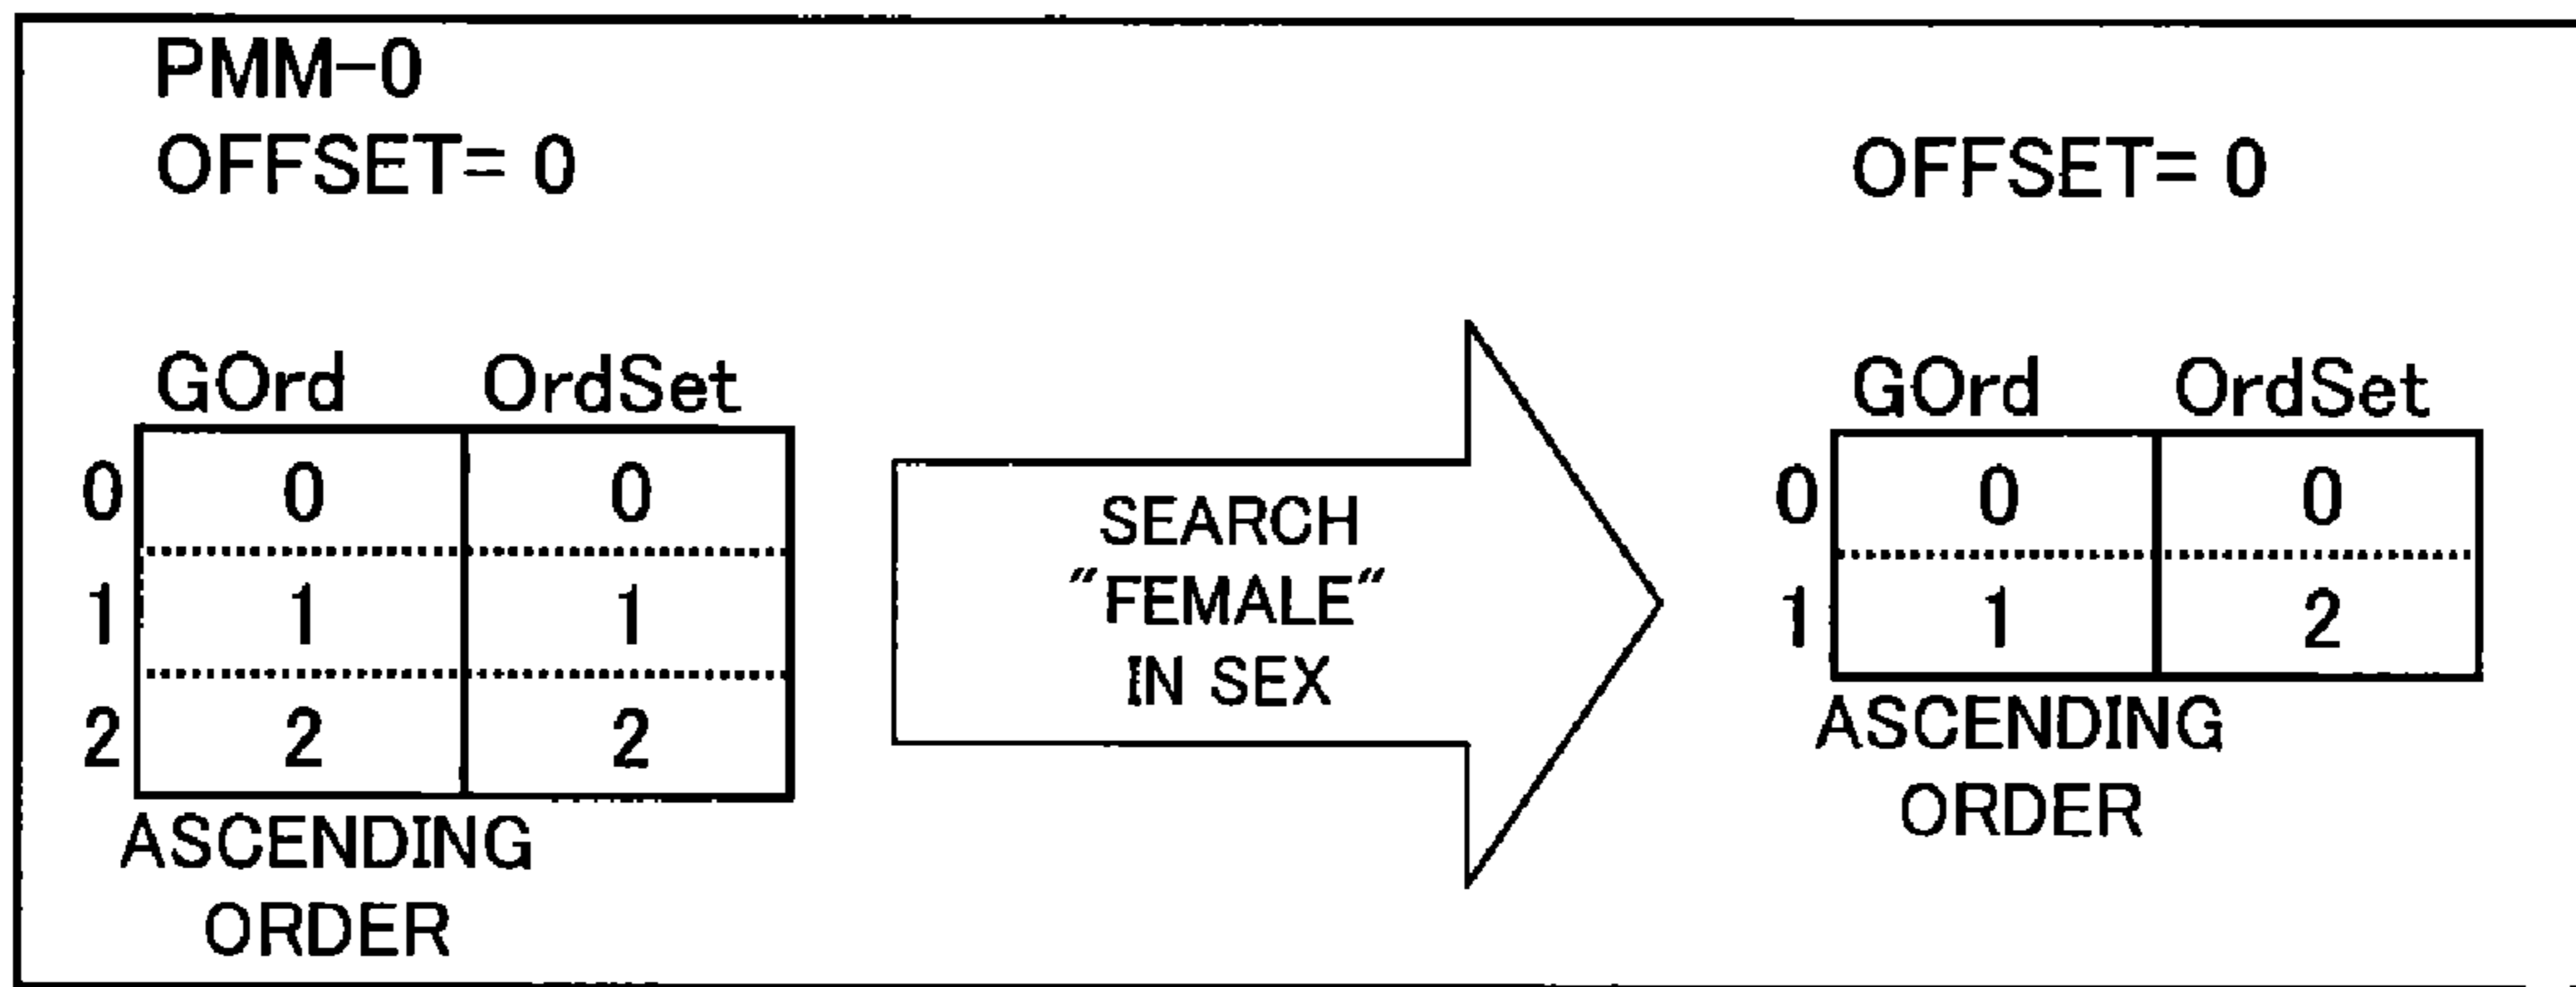 PMM-0
OFFSET= 0
GOrd OrdSet
0 0 0
1 1 1
2 2 2
ASCENDING
ORDER
SEARCH
"FEMALE"
IN SEX
OFFSET= 0
GOrd OrdSet
0 0 0
1 1 2
ASCENDING
ORDER